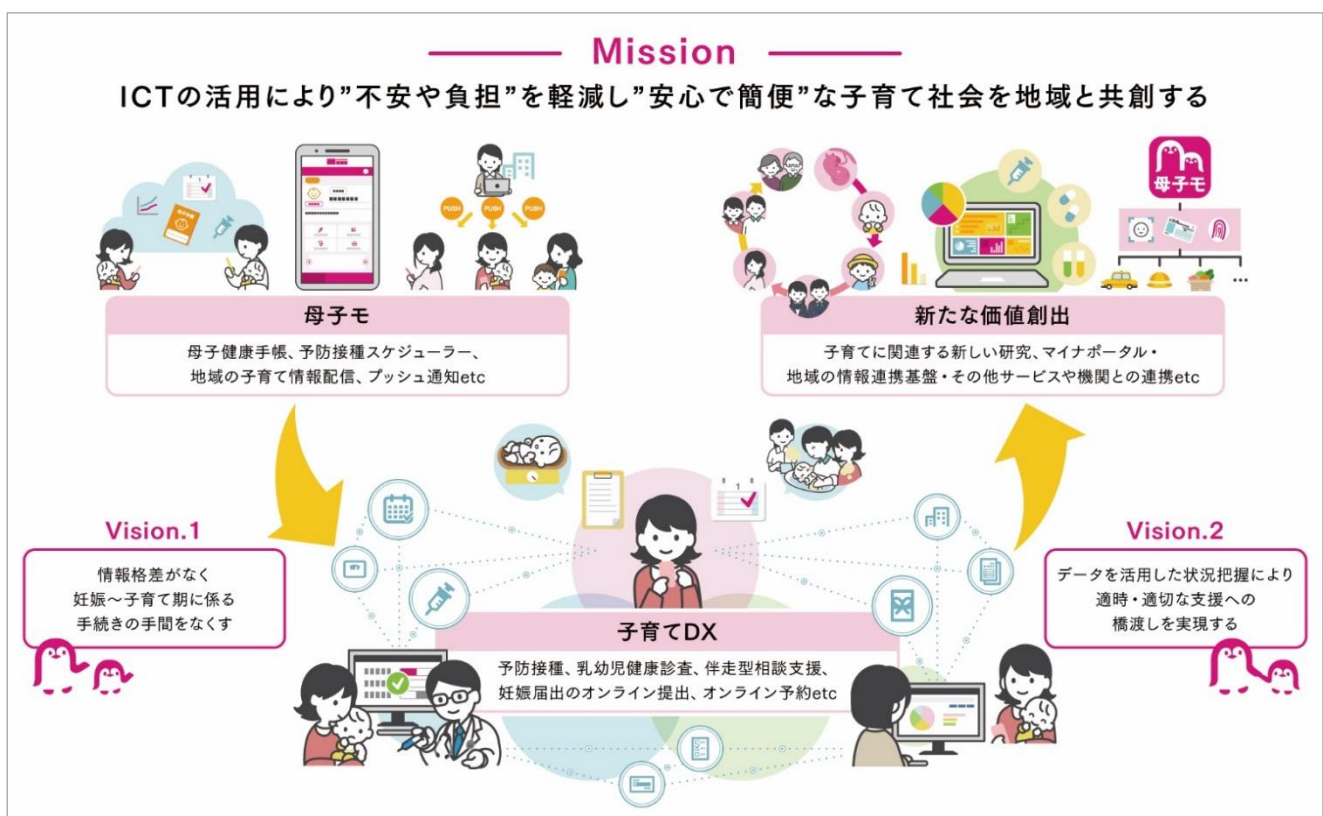 Mission
ICTの活用により”不安や負担”を軽減し”安心で簡便”な子育て社会を地域と共創する
PUSH
PUSH
PUSH
母子モ
母子健康手帳、予防接種スケジューラー、
地域の子育て情報配信、プッシュ通知etc
母子モ
…
新たな価値創出
子育てに関連する新しい研究、マイナポータル・
地域の情報連携基盤・その他サービスや機関との連携etc
1
Vision.1
情報格差がなく
妊娠〜子育て期に係る
手続きの手間をなくす
Vision.2
データを活用した状況把握により
適時・適切な支援への
橋渡しを実現する
子育てDX
予防接種、乳幼児健康診査、伴走型相談支援、
妊娠届出のオンライン提出、オンライン予約etc